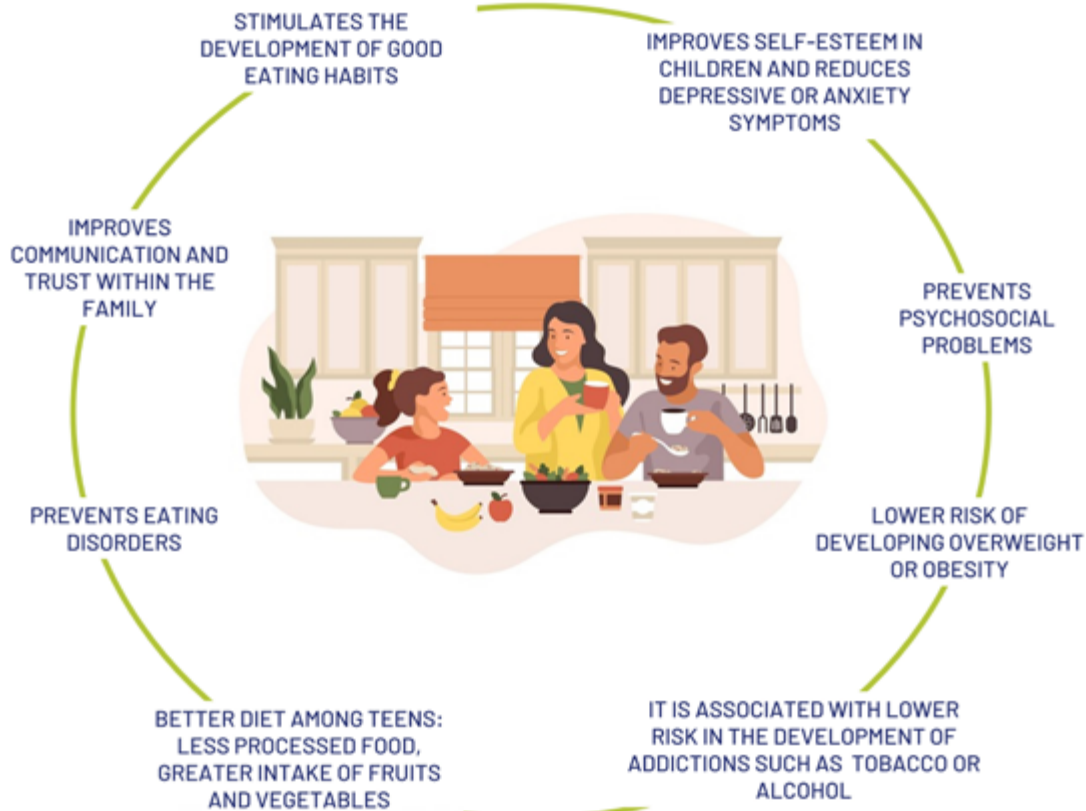 STIMULATES THE
DEVELOPMENT OF GOOD
EATING HABITS
IMPROVES SELF-ESTEEM IN
CHILDREN AND REDUCES
DEPRESSIVE OR ANXIETY
SYMPTOMS
IMPROVES
COMMUNICATION AND
TRUST WITHIN THE
FAMILY
PREVENTS
PSYCHOSOCIAL
PROBLEMS
PREVENTS EATING
DISORDERS
LOWER RISK OF
DEVELOPING OVERWEIGHT
OR OBESITY
BETTER DIET AMONG TEENS:
LESS PROCESSED FOOD,
GREATER INTAKE OF FRUITS
AND VEGETABLES
IT IS ASSOCIATED WITH LOWER
RISK IN THE DEVELOPMENT OF
ADDICTIONS SUCH AS TOBACCO OR
ALCOHOL